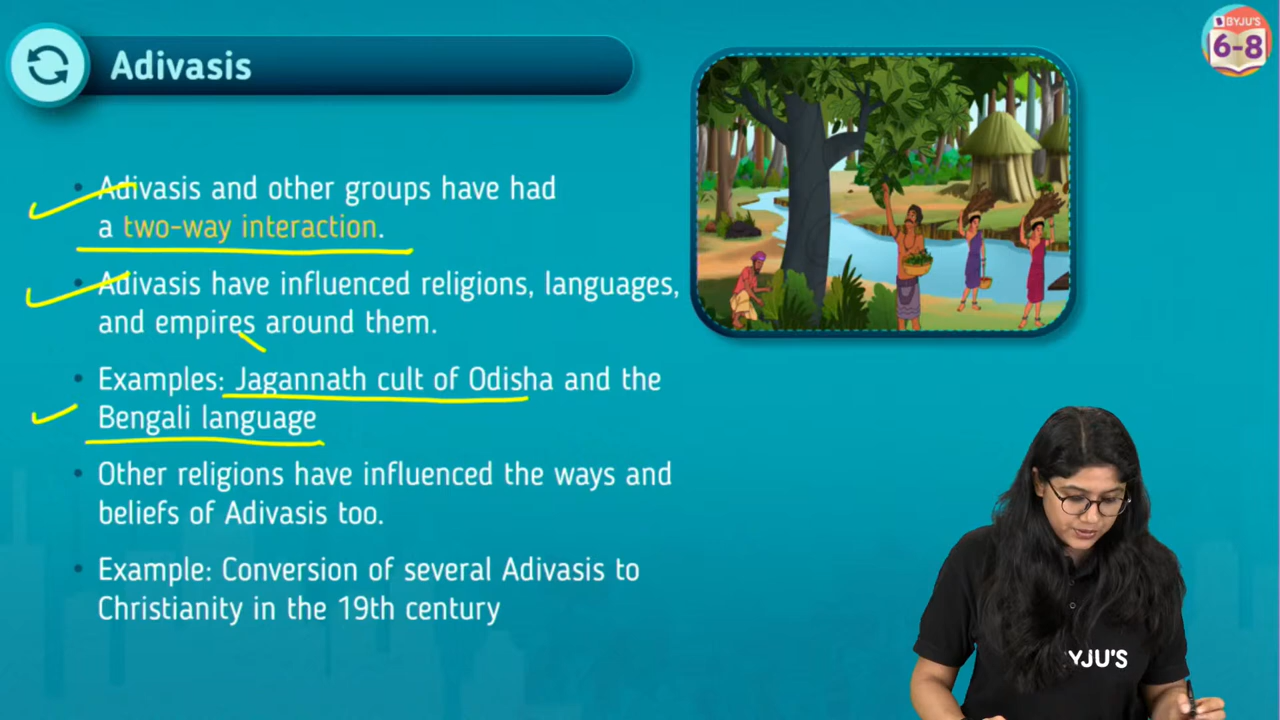 BYJU'S
6-8
Adivasis
• Adivasis and other groups have had
a two-way interaction.
• Adivasis have influenced religions, languages,
and empires around them.
• Examples: Jagannath cult of Odisha and the
Bengali language
• Other religions have influenced the ways and
beliefs of Adivasis too.
• Example: Conversion of several Adivasis to
Christianity in the 19th century
BYJU'S